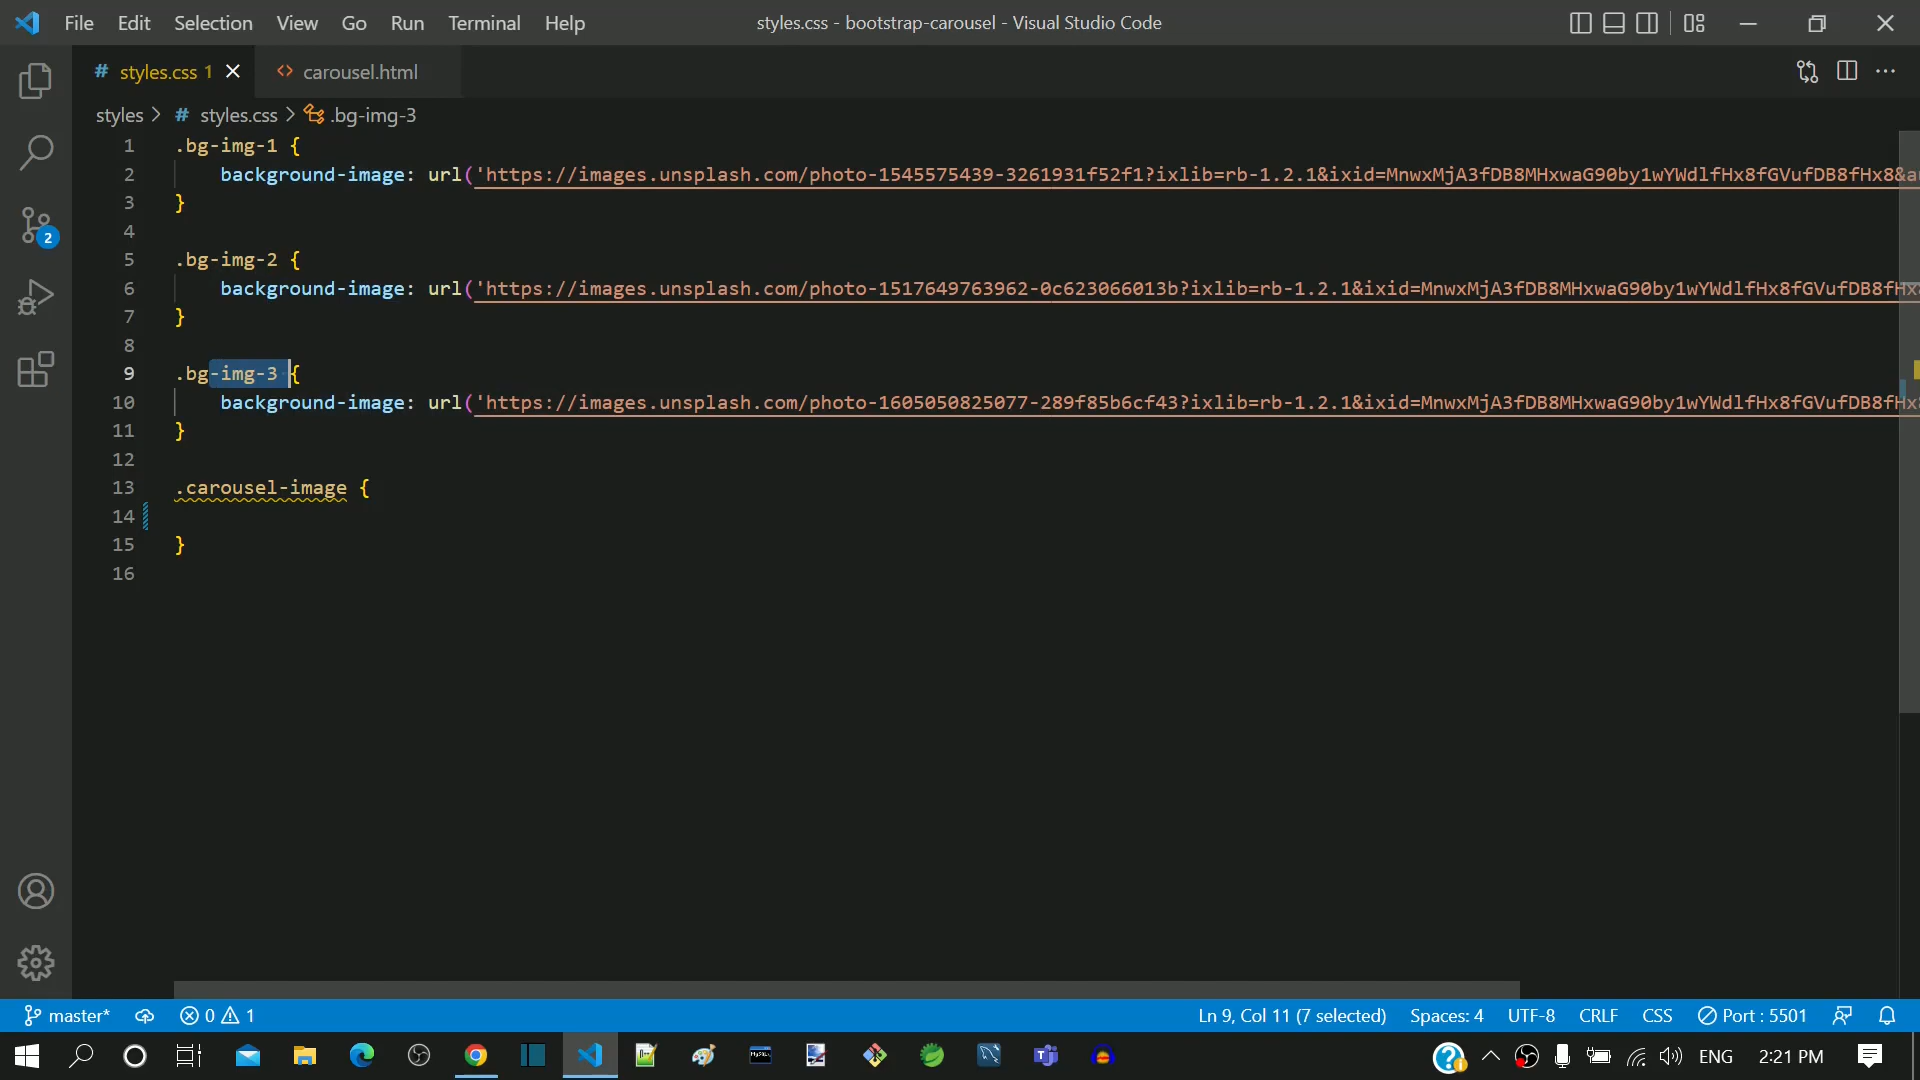 File Edit Selection View Go Run Terminal Help styles.css - bootstrap-carousel - Visual Studio Code
# styles.css 1 <> carousel.html
styles > # styles.css > .bg-img-3
1 .bg-img-1 {
2 background-image: url('https://images.unsplash.com/photo-1545575439-3261931f52f1?ixlib=rb-1.2.1&ixid=MnwxMjA3fDB8MHxwaG90by1wYWdlfHx8fGVufDB8fHx8&a
3 }
4
5 .bg-img-2 {
6 background-image: url('https://images.unsplash.com/photo-1517649763962-0c623066013b?ixlib=rb-1.2.1&ixid=MnwxMjA3fDB8MHxwaG90by1wYWdlfHx8fGVufDB8fHx
7 }
8
9 .bg-img-3 {
10 background-image: url('https://images.unsplash.com/photo-1605050825077-289f85b6cf43?ixlib=rb-1.2.1&ixid=MnwxMjA3fDB8MHxwaG90by1wYWdlfHx8fGVufDB8fHx
11 }
12
13 .carousel-image {
14
15 }
16
2
master* 0 1 Ln 9, Col 11 (7 selected) Spaces: 4 UTF-8 CRLF CSS Port : 5501
ENG 2:21 PM